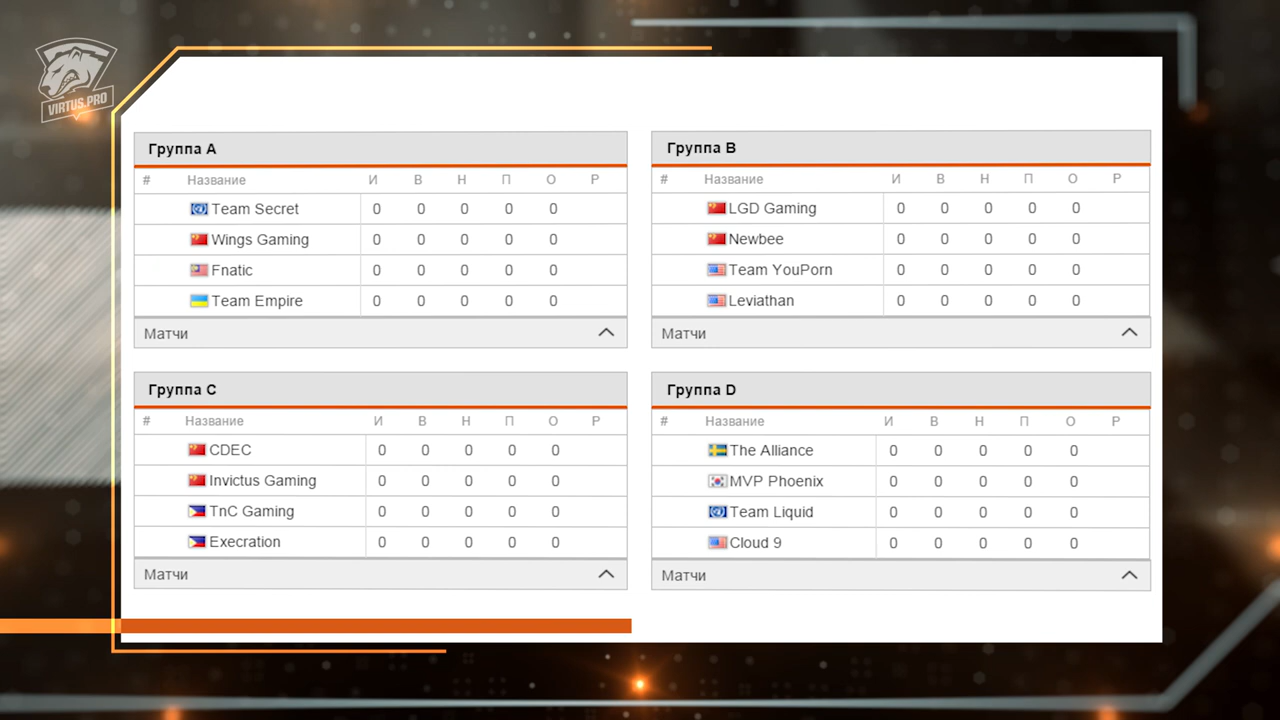 VIRTUS.PRO
Группа A
# Название И В Н П О Р
Team Secret 0 0 0 0 0
Wings Gaming 0 0 0 0 0
Fnatic 0 0 0 0 0
Team Empire 0 0 0 0 0
Матчи
Группа B
# Название И В Н П О Р
LGD Gaming 0 0 0 0 0
Newbee 0 0 0 0 0
Team YouPorn 0 0 0 0 0
Leviathan 0 0 0 0 0
Матчи
Группа C
# Название И В Н П О Р
CDEC 0 0 0 0 0
Invictus Gaming 0 0 0 0 0
TnC Gaming 0 0 0 0 0
Execration 0 0 0 0 0
Матчи
Группа D
# Название И В Н П О Р
The Alliance 0 0 0 0 0
MVP Phoenix 0 0 0 0 0
Team Liquid 0 0 0 0 0
Cloud 9 0 0 0 0 0
Матчи